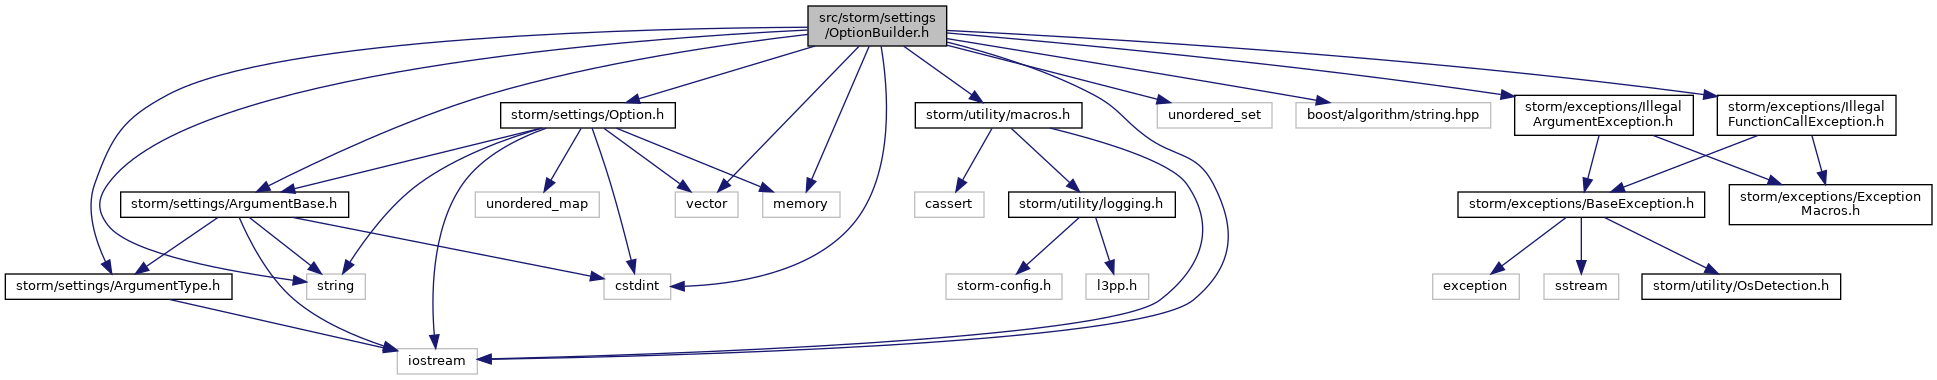 src/storm/settings
/OptionBuilder.h
storm/settings/Option.h
storm/utility/macros.h
unordered_set
boost/algorithm/string.hpp
storm/exceptions/Illegal
ArgumentException.h
storm/exceptions/Illegal
FunctionCallException.h
storm/settings/ArgumentBase.h
unordered_map
vector
memory
cassert
storm/utility/logging.h
storm/exceptions/BaseException.h
storm/exceptions/Exception
Macros.h
storm/settings/ArgumentType.h
string
cstdint
storm-config.h
l3pp.h
exception
sstream
storm/utility/OsDetection.h
iostream